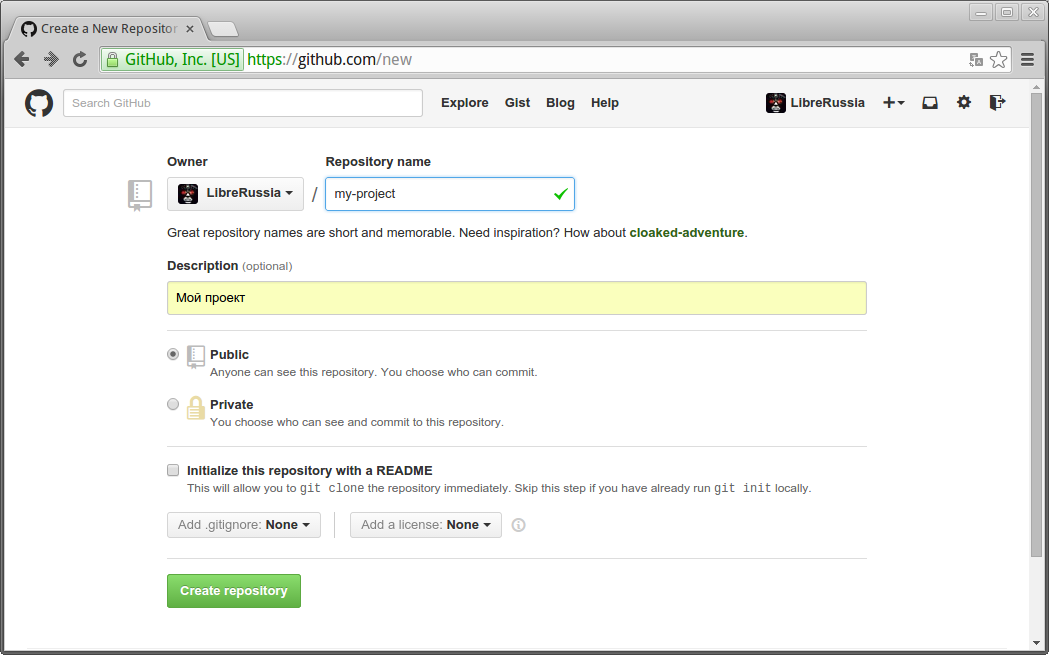 Create a New Repositor
GitHub, Inc. [US] https://github.com/new
Search GitHub Explore Gist Blog Help LibreRussia
Owner Repository name
LibreRussia / my-project
Great repository names are short and memorable. Need inspiration? How about cloaked-adventure.
Description (optional)
Мой проект
Public
Anyone can see this repository. You choose who can commit.
Private
You choose who can see and commit to this repository.
Initialize this repository with a README
This will allow you to git clone the repository immediately. Skip this step if you have already run git init locally.
Add .gitignore: None Add a license: None
Create repository